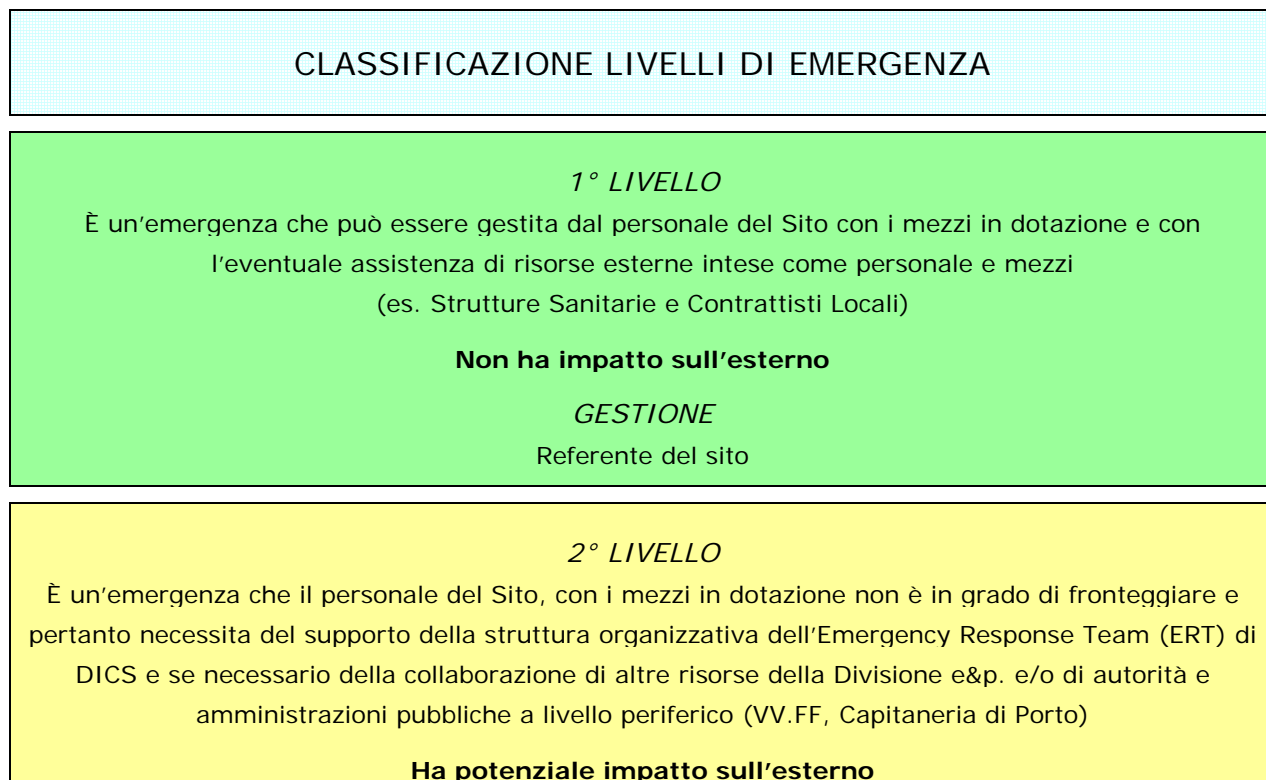 CLASSIFICAZIONE LIVELLI DI EMERGENZA
1° LIVELLO
È un'emergenza che può essere gestita dal personale del Sito con i mezzi in dotazione e con
l'eventuale assistenza di risorse esterne intese come personale e mezzi
(es. Strutture Sanitarie e Contrattisti Locali)
Non ha impatto sull'esterno
GESTIONE
Referente del sito
2° LIVELLO
È un'emergenza che il personale del Sito, con i mezzi in dotazione non è in grado di fronteggiare e
pertanto necessita del supporto della struttura organizzativa dell'Emergency Response Team (ERT) di
DICS e se necessario della collaborazione di altre risorse della Divisione e&p. e/o di autorità e
amministrazioni pubbliche a livello periferico (VV.FF, Capitaneria di Porto)
Ha potenziale impatto sull'esterno